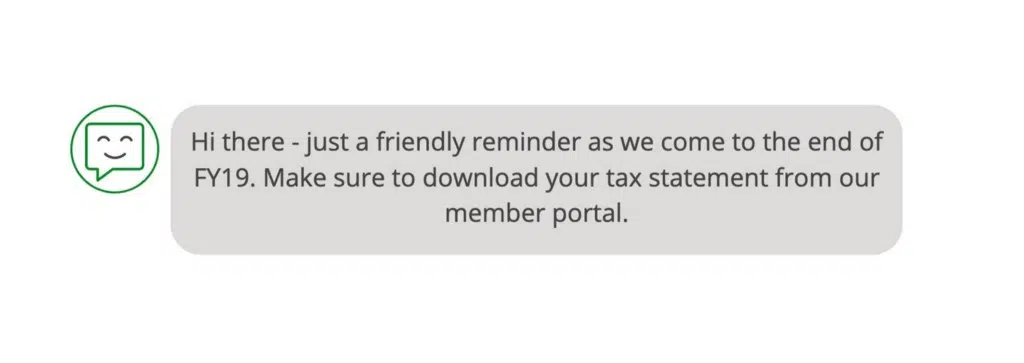 Hi there - just a friendly reminder as we come to the end of
FY19. Make sure to download your tax statement from our
member portal.